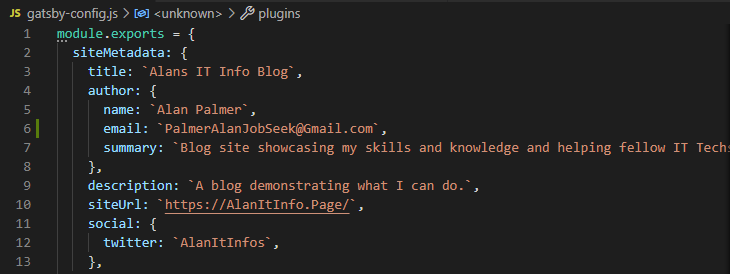 JS gatsby-config.js > <unknown> > plugins
1 module.exports = {
2 siteMetadata: {
3 title: `Alans IT Info Blog`,
4 author: {
5 name: `Alan Palmer`,
6 email: `PalmerAlanJobSeek@Gmail.com`,
7 summary: `Blog site showcasing my skills and knowledge and helping fellow IT Techs
8 },
9 description: `A blog demonstrating what I can do.`,
10 siteUrl: `https://AlanItInfo.Page/`,
11 social: {
12 twitter: `AlanItInfos`,
13 },